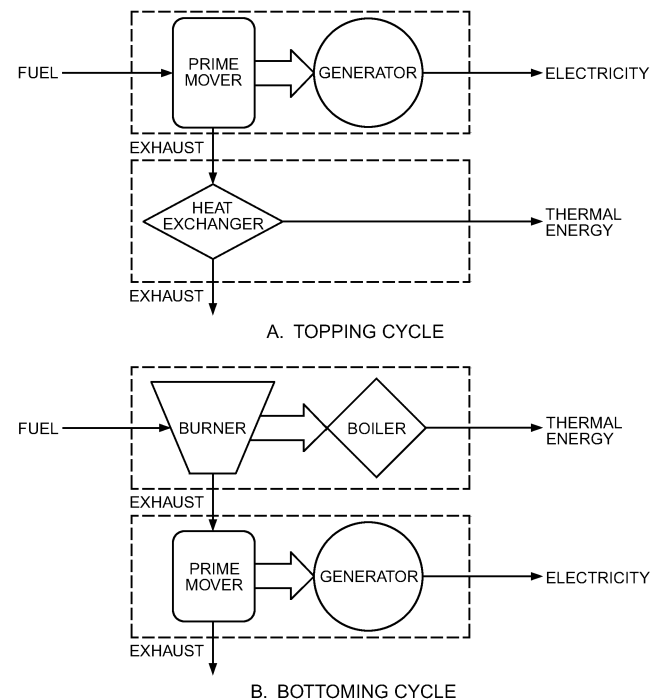 PRIME
MOVER
FUEL
GENERATOR
ELECTRICITY
EXHAUST
HEAT
EXCHANGER
THERMAL
ENERGY
EXHAUST
A. TOPPING CYCLE
FUEL
BURNER
BOILER
THERMAL
ENERGY
EXHAUST
PRIME
MOVER
GENERATOR
ELECTRICITY
EXHAUST
B. BOTTOMING CYCLE